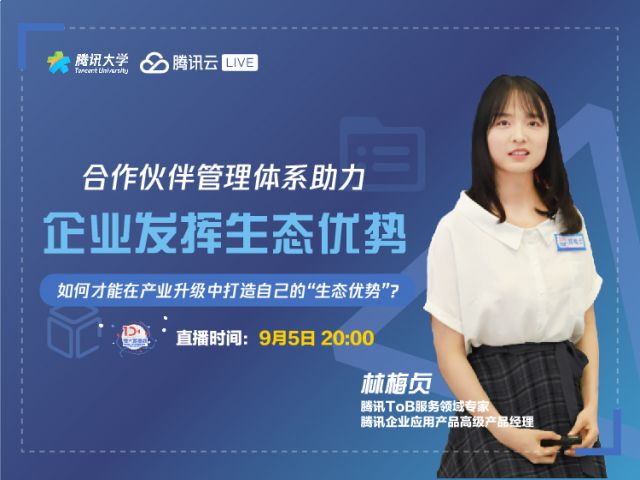 腾讯大学
Tencent University
腾讯云 LIVE
合作伙伴管理体系助力
企业发挥生态优势
如何才能在产业升级中打造自己的“生态优势”?
直播时间： 9月5日 20:00
林梅贞
腾讯ToB服务领域专家
腾讯企业应用产品高级产品经理